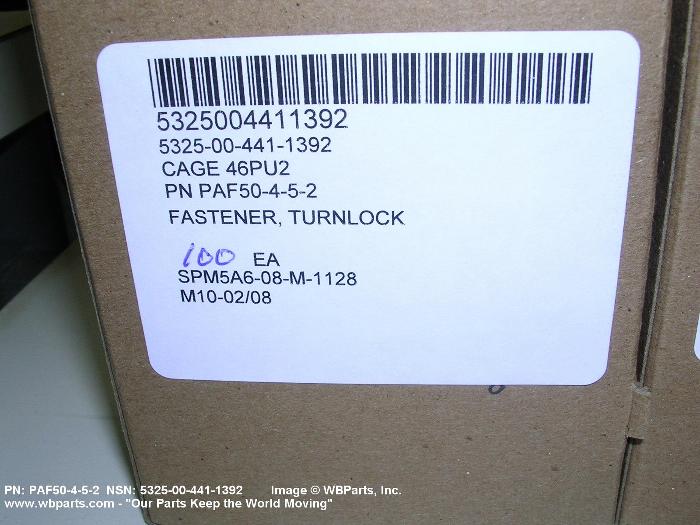 5325004411392
5325-00-441-1392
CAGE 46PU2
PN PAF50-4-5-2
FASTENER, TURNLOCK
100 EA
SPM5A6-08-M-1128
M10-02/08
PN: PAF50-4-5-2 NSN: 5325-00-441-1392 Image © WBParts, Inc.
www.wbparts.com - "Our Parts Keep the World Moving"